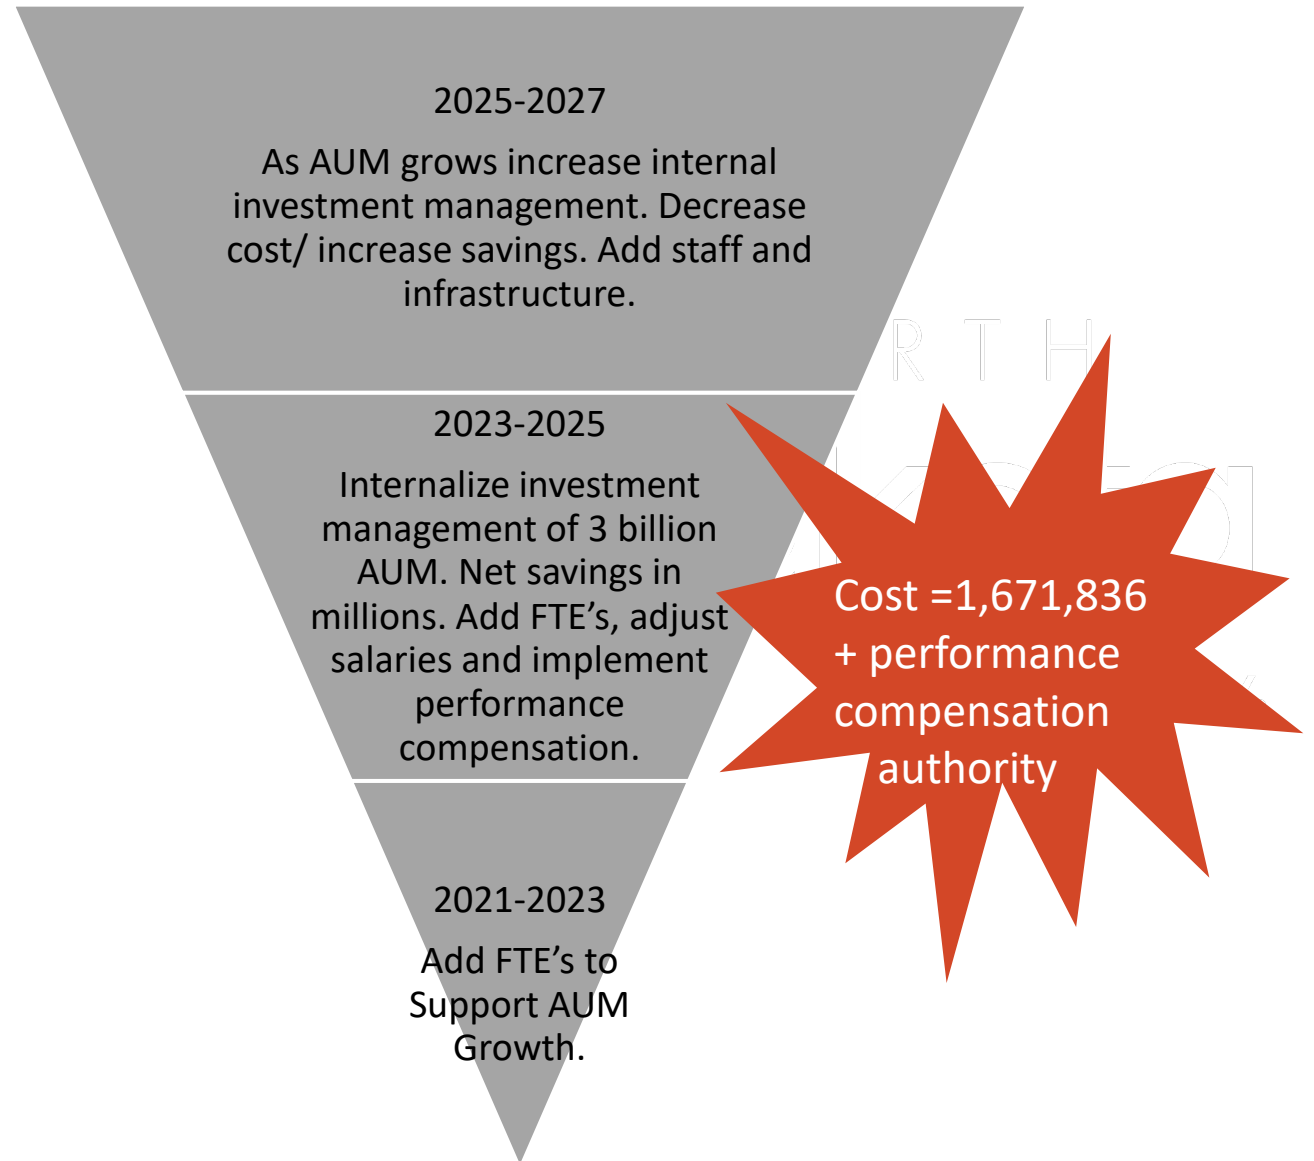 2025-2027
As AUM grows increase internal
investment management. Decrease
cost/ increase savings. Add staff and
infrastructure.
R T H
2023-2025
Internalize investment
management of 3 billion
AUM. Net savings in
millions. Add FTE’s, adjust
salaries and implement
performance
compensation.
Cost =1,671,836
+ performance
compensation
authority
2021-2023
Add FTE’s to
Support AUM
Growth.